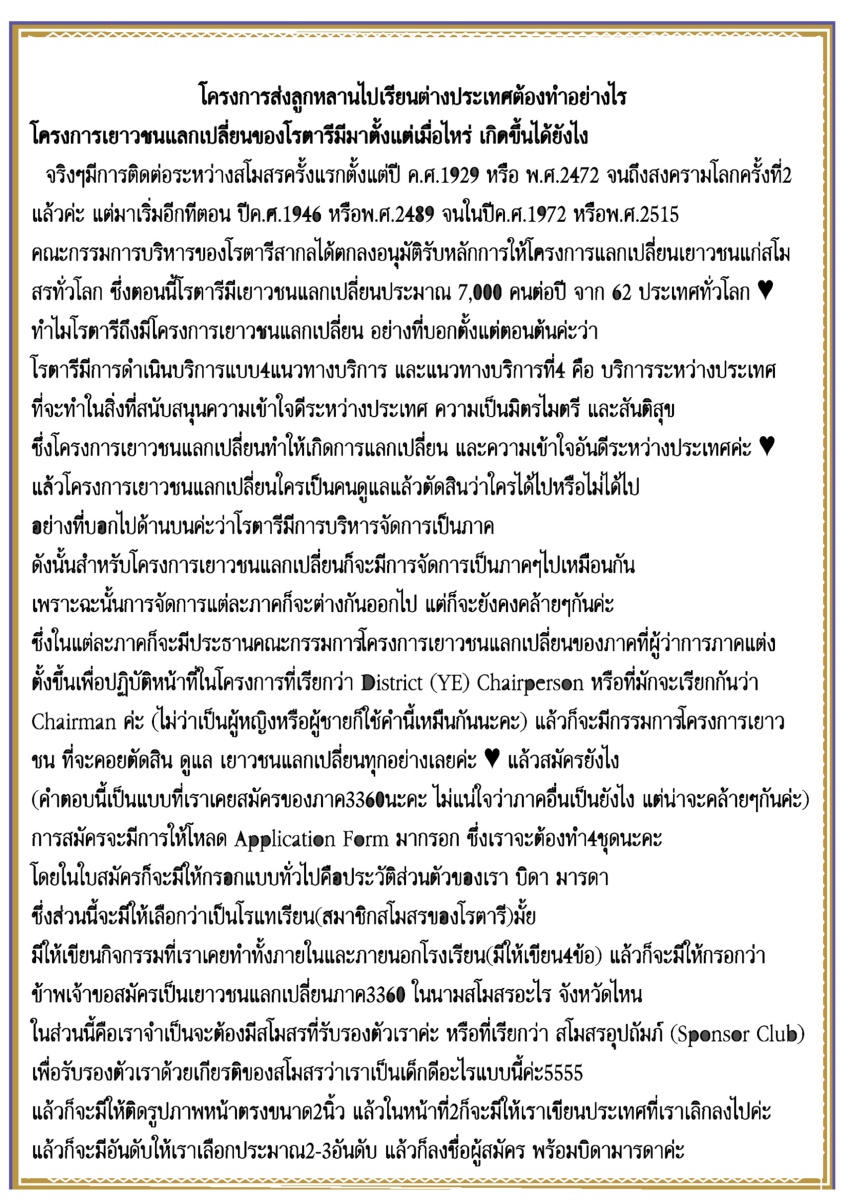 โครงการส่งลูกหลานไปเรียนต่างประเทศต้องทำอย่างไร
โครงการเยาวชนแลกเปลี่ยนของโรตารีมีมาตั้งแต่เมื่อไหร่ เกิดขึ้นได้ยังไง
จริงๆมีการติดต่อระหว่างสโมสรครั้งแรกตั้งแต่ปี ค.ศ.1929 หรือ พ.ศ.2472 จนถึงสงครามโลกครั้งที่2
แล้วค่ะ แต่มาเริ่มอีกทีตอน ปีค.ศ.1946 หรือพ.ศ.2489 จนในปีค.ศ.1972 หรือพ.ศ.2515
คณะกรรมการบริหารของโรตารีสากลได้ตกลงอนุมัติรับหลักการให้โครงการแลกเปลี่ยนเยาวชนแก่สโม
สรทั่วโลก ซึ่งตอนนี้โรตารีมีเยาวชนแลกเปลี่ยนประมาณ 7,000 คนต่อปี จาก 62 ประเทศทั่วโลก ♥
ทำไมโรตารีถึงมีโครงการเยาวชนแลกเปลี่ยน อย่างที่บอกตั้งแต่ตอนต้นค่ะว่า
โรตารีมีการดำเนินบริการแบบ4แนวทางบริการ และแนวทางบริการที่4 คือ บริการระหว่างประเทศ
ที่จะทำในสิ่งที่สนับสนุนความเข้าใจดีระหว่างประเทศ ความเป็นมิตรไมตรี และสันติสุข
ซึ่งโครงการเยาวชนแลกเปลี่ยนทำให้เกิดการแลกเปลี่ยน และความเข้าใจอันดีระหว่างประเทศค่ะ ♥
แล้วโครงการเยาวชนแลกเปลี่ยนใครเป็นคนดูแลแล้วตัดสินว่าใครได้ไปหรือไม่ได้ไป
อย่างที่บอกไปด้านบนค่ะว่าโรตารีมีการบริหารจัดการเป็นภาค
ดังนั้นสำหรับโครงการเยาวชนแลกเปลี่ยนก็จะมีการจัดการเป็นภาคๆไปเหมือนกัน
เพราะฉะนั้นการจัดการแต่ละภาคก็จะต่างกันออกไป แต่ก็จะยังคงคล้ายๆกันค่ะ
ซึ่งในแต่ละภาคก็จะมีประธานคณะกรรมการโครงการเยาวชนแลกเปลี่ยนของภาคที่ผู้ว่าการภาคแต่ง
ตั้งขึ้นเพื่อปฏิบัติหน้าที่ในโครงการที่เรียกว่า District (YE) Chairperson หรือที่มักจะเรียกกันว่า
Chairman ค่ะ (ไม่ว่าเป็นผู้หญิงหรือผู้ชายก็ใช้คำนี้เหมือนกันนะคะ) แล้วก็จะมีกรรมการโครงการเยาว
ชน ที่จะคอยตัดสิน ดูแล เยาวชนแลกเปลี่ยนทุกอย่างเลยค่ะ ♥ แล้วสมัครยังไง
(คำตอบนี้เป็นแบบที่เราเคยสมัครของภาค3360นะคะ ไม่แน่ใจว่าภาคอื่นเป็นยังไง แต่น่าจะคล้ายๆกันค่ะ)
การสมัครจะมีการให้โหลด Application Form มากรอก ซึ่งเราจะต้องทำ4ชุดนะคะ
โดยในใบสมัครก็จะมีให้กรอกแบบทั่วไปคือประวัติส่วนตัวของเรา บิดา มารดา
ซึ่งส่วนนี้จะมีให้เลือกว่าเป็นโรแทเรียน(สมาชิกสโมสรของโรตารี)มั้ย
มีให้เขียนกิจกรรมที่เราเคยทำทั้งภายในและภายนอกโรงเรียน(มีให้เขียน4ข้อ) แล้วก็จะมีให้กรอกว่า
ข้าพเจ้าขอสมัครเป็นเยาวชนแลกเปลี่ยนภาค3360 ในนามสโมสรอะไร จังหวัดไหน
ในส่วนนี้คือเราจำเป็นจะต้องมีสโมสรที่รับรองตัวเราค่ะ หรือที่เรียกว่า สโมสรอุปถัมภ์ (Sponsor Club)
เพื่อรับรองตัวเราด้วยเกียรติของสโมสรว่าเราเป็นเด็กดีอะไรแบบนี้ค่ะ5555
แล้วก็จะมีให้ติดรูปภาพหน้าตรงขนาด2นิ้ว แล้วในหน้าที่2ก็จะมีให้เราเขียนประเทศที่เราเลิกลงไปค่ะ
แล้วก็จะมีอันดับให้เราเลือกประมาณ2-3อันดับ แล้วก็ลงชื่อผู้สมัคร พร้อมบิดามารดาค่ะ